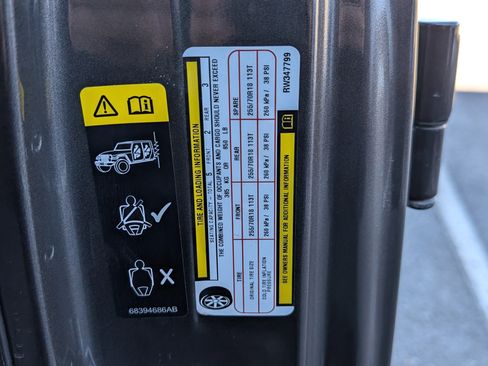 68394686AB
TIRE AND LOADING INFORMATION
SEATING CAPACITY - TOTAL 5 FRONT 2 REAR 3
THE COMBINED WEIGHT OF OCCUPANTS AND CARGO SHOULD NEVER EXCEED
385 KG OR 850 LB
TIRE FRONT REAR SPARE
ORIGINAL TIRE SIZE 255/70R18 113T 255/70R18 113T 255/70R18 113T
COLD TIRE INFLATION PRESSURE 260 kPa / 38 PSI 260 kPa / 38 PSI 260 kPa / 38 PSI
SEE OWNERS MANUAL FOR ADDITIONAL INFORMATION
RW347799